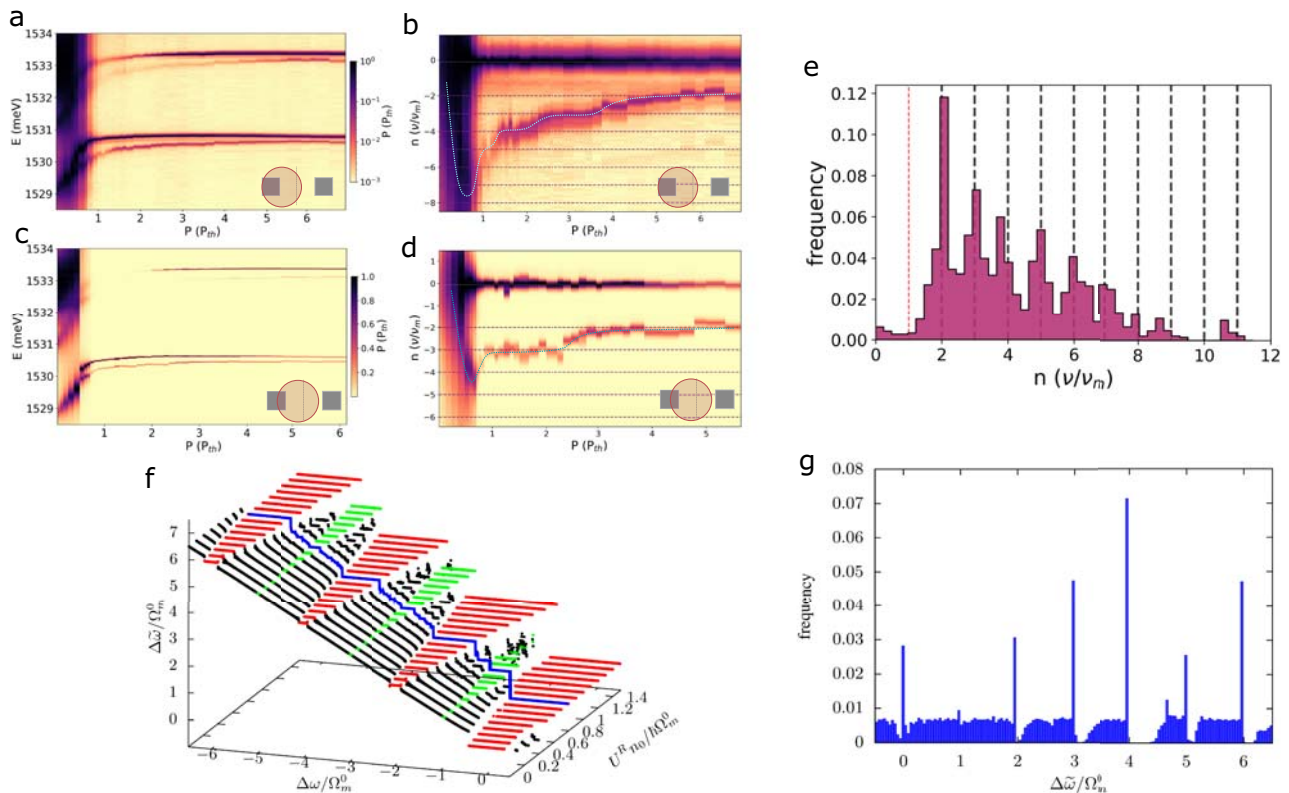 a
1534
1533
1532
1531
1530
1529
E (meV)
1 2 3 4 5 6
P (P_th)
10^0
10^-1
10^-2
10^-3
P (P_th)
b
0
-2
-4
-6
-8
n (ν/ν_m)
1 2 3 4 5 6
P (P_th)
c
1534
1533
1532
1531
1530
1529
E (meV)
1 2 3 4 5 6
P (P_th)
1.0
0.8
0.6
0.4
0.2
P (P_th)
d
1
0
-1
-2
-3
-4
-5
-6
n (ν/ν_m)
1 2 3 4 5
P (P_th)
e
0.12
0.10
0.08
0.06
0.04
0.02
0.00
frequency
0 2 4 6 8 10 12
n (ν/ν_m)
f
7
6
5
4
3
2
1
0
Δω̃/Ω_m^0
-6 -5 -4 -3 -2 -1 0
Δω/Ω_m^0
0 0.2 0.4 0.6 0.8 1 1.2 1.4
U^R n_0/ħΩ_m^0
g
0.08
0.07
0.06
0.05
0.04
0.03
0.02
0.01
0
frequency
0 1 2 3 4 5 6
Δω̃/Ω_m^0